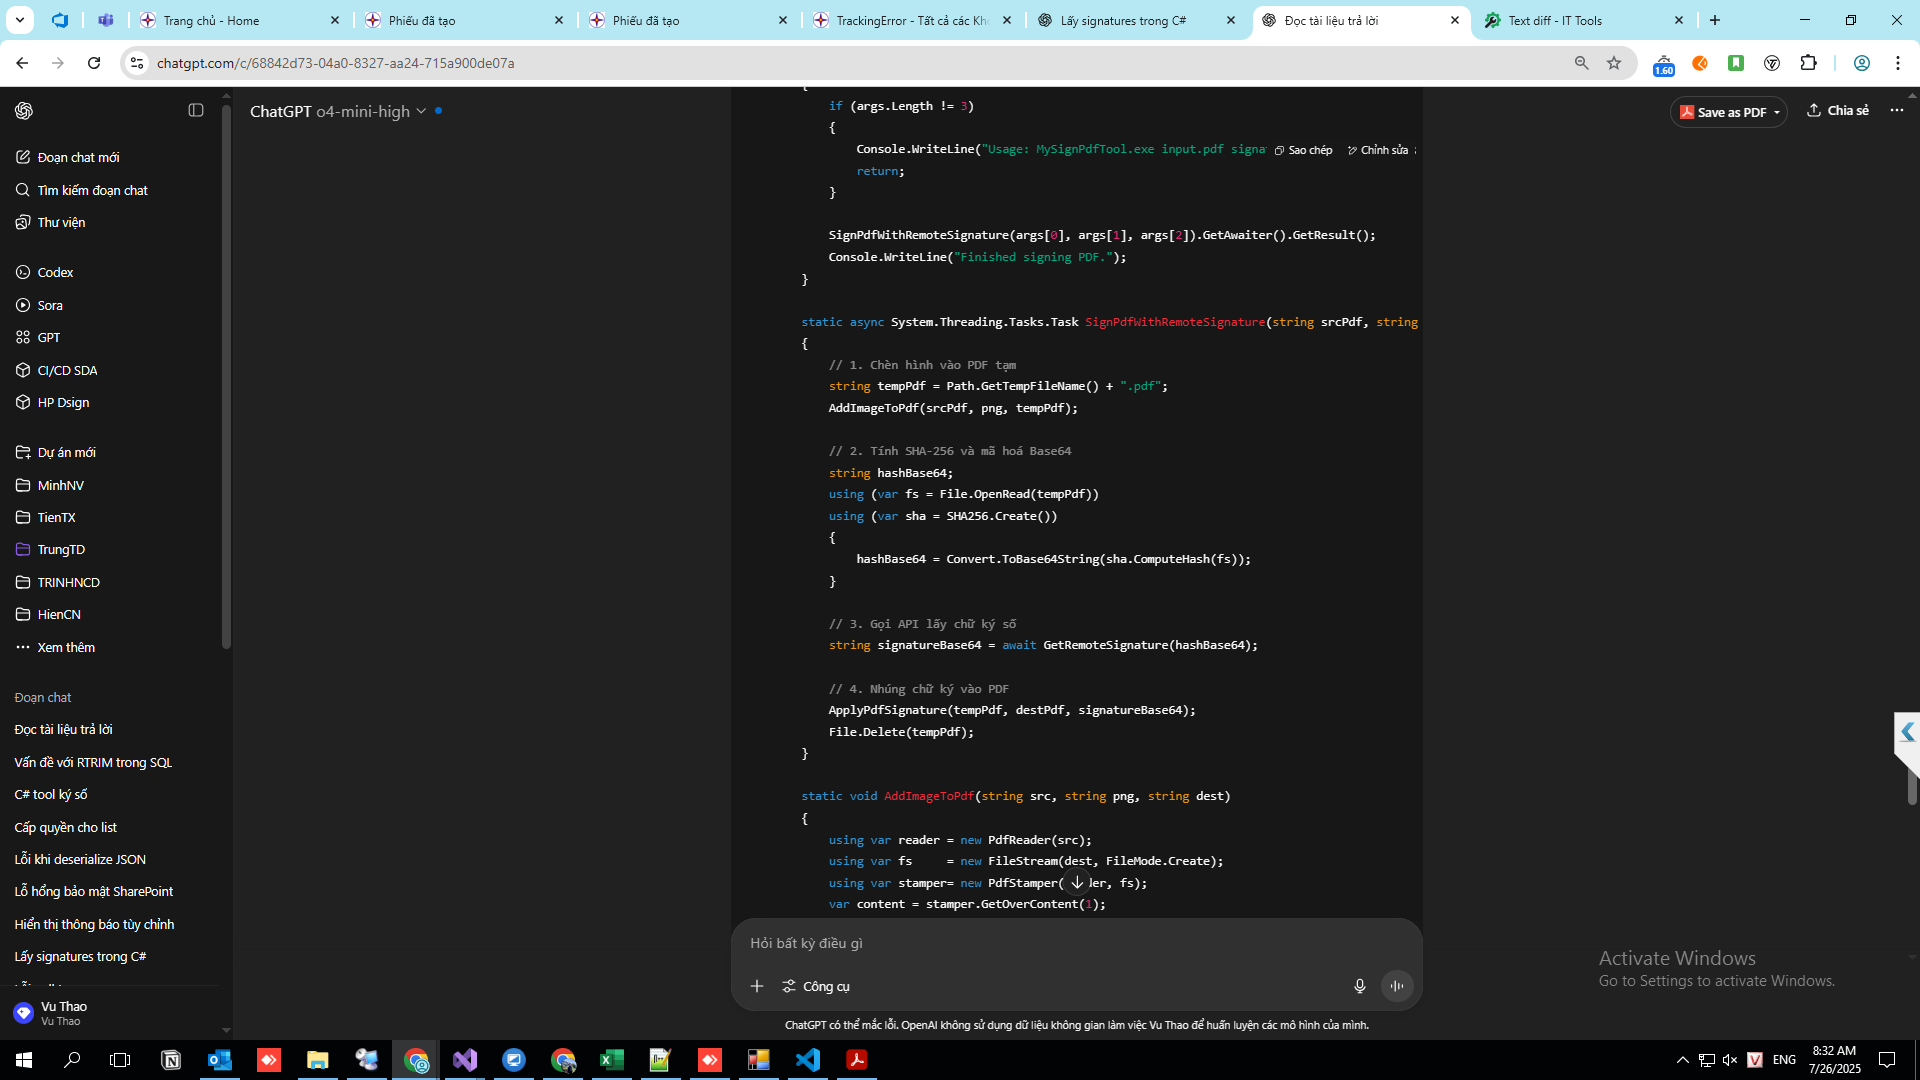 Trang chủ - Home
Phiếu đã tạo
Phiếu đã tạo
TrackingError - Tất cả các Kho
Lấy signatures trong C#
Đọc tài liệu trả lời
Text diff - IT Tools
chatgpt.com/c/68842d73-04a0-8327-aa24-715a900de07a
1.60
ChatGPT o4-mini-high
Save as PDF
Chia sẻ
Đoạn chat mới
Tìm kiếm đoạn chat
Thư viện
Codex
Sora
GPT
CI/CD SDA
HP Dsign
Dự án mới
MinhNV
TienTX
TrungTD
TRINHNCD
HienCN
Xem thêm
Đoạn chat
Đọc tài liệu trả lời
Vấn đề với RTRIM trong SQL
C# tool ký số
Cấp quyền cho list
Lỗi khi deserialize JSON
Lỗ hổng bảo mật SharePoint
Hiển thị thông báo tùy chỉnh
Lấy signatures trong C#
Vu Thao
Vu Thao
{
if (args.Length != 3)
{
Console.WriteLine("Usage: MySignPdfTool.exe input.pdf signa
Sao chép
Chỉnh sửa
return;
}
SignPdfWithRemoteSignature(args[0], args[1], args[2]).GetAwaiter().GetResult();
Console.WriteLine("Finished signing PDF.");
}
static async System.Threading.Tasks.Task SignPdfWithRemoteSignature(string srcPdf, string
{
// 1. Chèn hình vào PDF tạm
string tempPdf = Path.GetTempFileName() + ".pdf";
AddImageToPdf(srcPdf, png, tempPdf);
// 2. Tính SHA-256 và mã hoá Base64
string hashBase64;
using (var fs = File.OpenRead(tempPdf))
using (var sha = SHA256.Create())
{
hashBase64 = Convert.ToBase64String(sha.ComputeHash(fs));
}
// 3. Gọi API lấy chữ ký số
string signatureBase64 = await GetRemoteSignature(hashBase64);
// 4. Nhúng chữ ký vào PDF
ApplyPdfSignature(tempPdf, destPdf, signatureBase64);
File.Delete(tempPdf);
}
static void AddImageToPdf(string src, string png, string dest)
{
using var reader = new PdfReader(src);
using var fs     = new FileStream(dest, FileMode.Create);
using var stamper= new PdfStamper( er, fs);
var content = stamper.GetOverContent(1);
Hỏi bất kỳ điều gì
Công cụ
ChatGPT có thể mắc lỗi. OpenAI không sử dụng dữ liệu không gian làm việc Vu Thao để huấn luyện các mô hình của mình.
Activate Windows
Go to Settings to activate Windows.
ENG
8:32 AM
7/26/2025